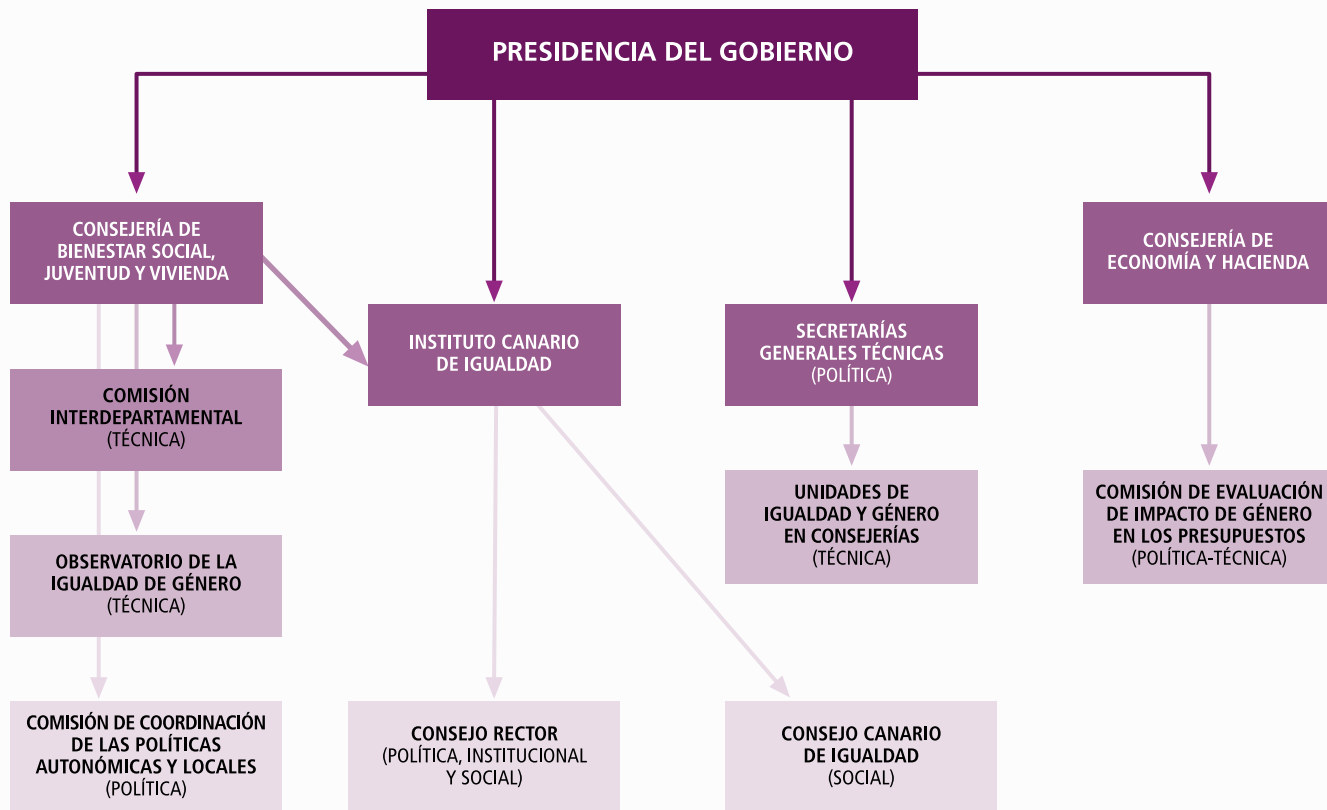 PRESIDENCIA DEL GOBIERNO
CONSEJERÍA DE
BIENESTAR SOCIAL,
JUVENTUD Y VIVIENDA
CONSEJERÍA DE
ECONOMÍA Y HACIENDA
INSTITUTO CANARIO
DE IGUALDAD
SECRETARÍAS
GENERALES TÉCNICAS
(POLÍTICA)
COMISIÓN
INTERDEPARTAMENTAL
(TÉCNICA)
UNIDADES DE
IGUALDAD Y GÉNERO
EN CONSEJERÍAS
(TÉCNICA)
COMISIÓN DE EVALUACIÓN
DE IMPACTO DE GÉNERO
EN LOS PRESUPUESTOS
(POLÍTICA-TÉCNICA)
OBSERVATORIO DE LA
IGUALDAD DE GÉNERO
(TÉCNICA)
COMISIÓN DE COORDINACIÓN
DE LAS POLÍTICAS
AUTONÓMICAS Y LOCALES
(POLÍTICA)
CONSEJO RECTOR
(POLÍTICA, INSTITUCIONAL
Y SOCIAL)
CONSEJO CANARIO
DE IGUALDAD
(SOCIAL)